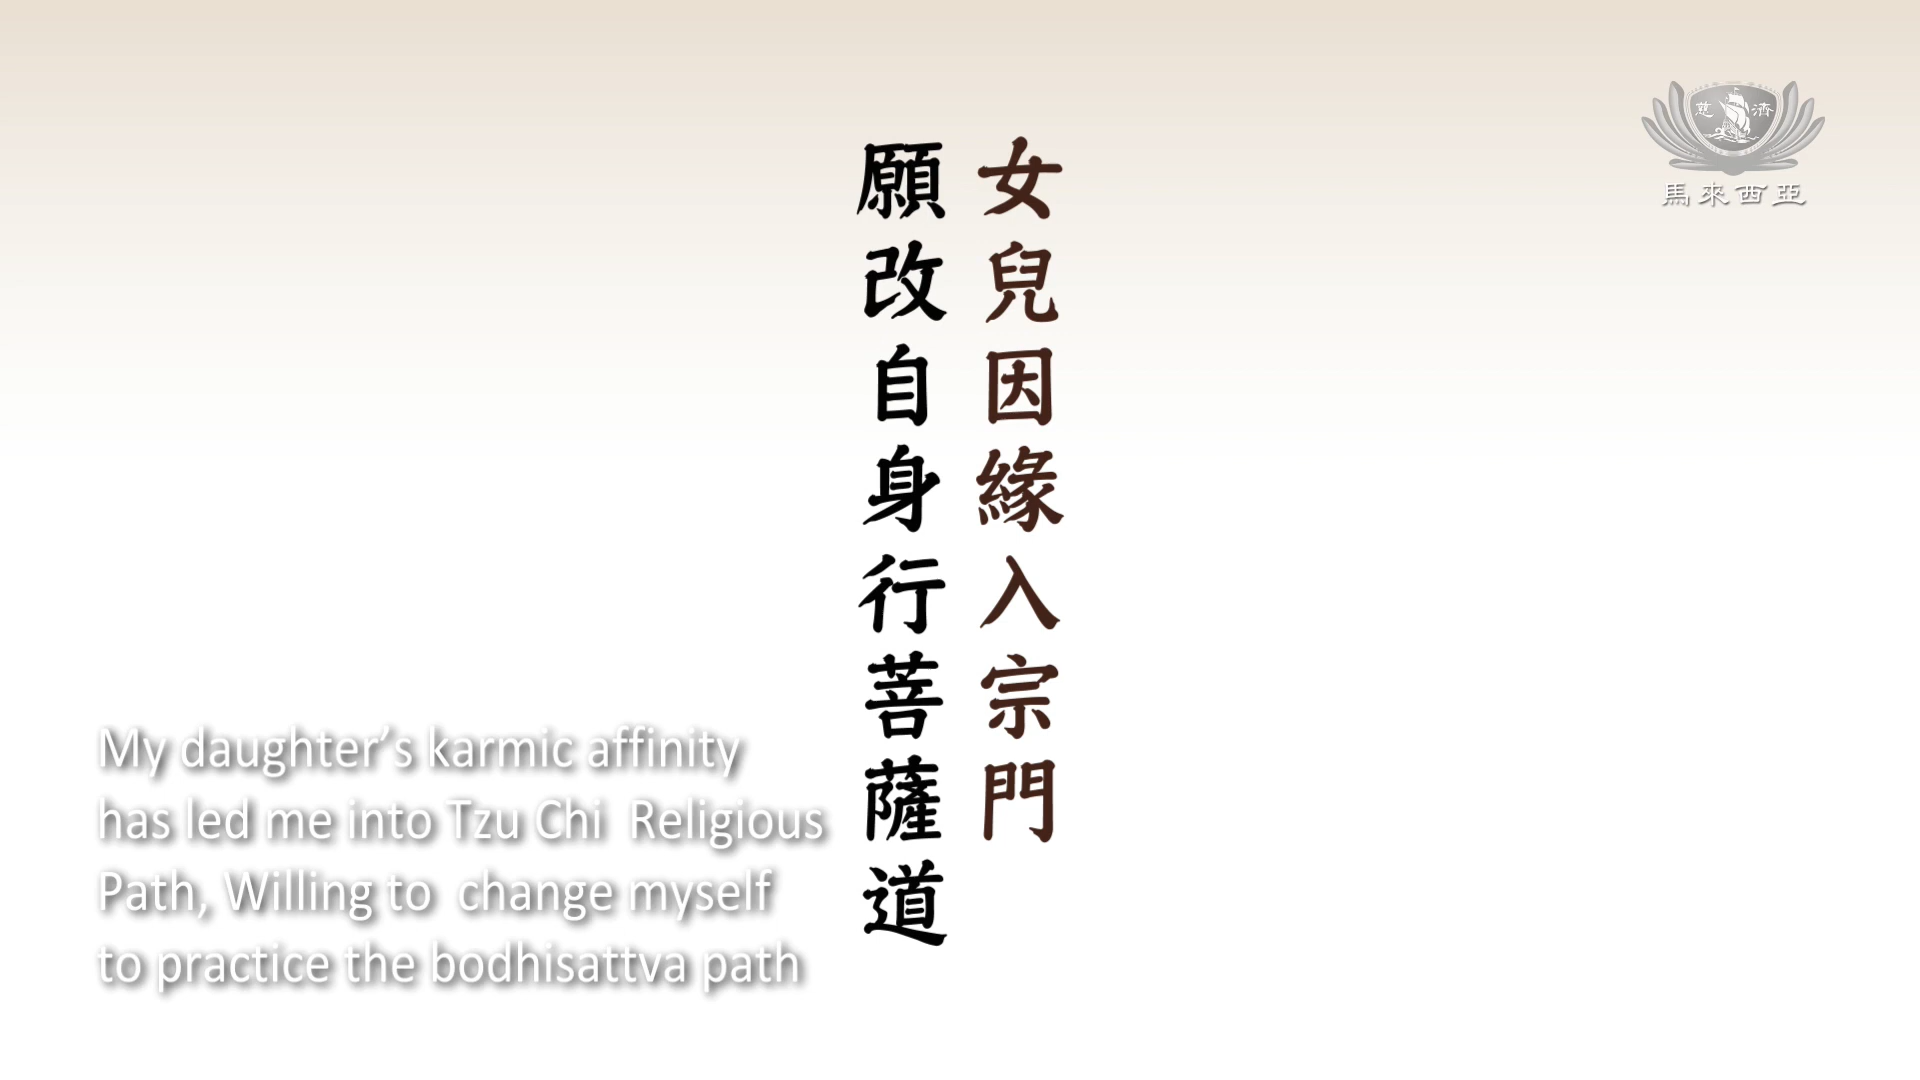 女兒因緣入宗門
願改自身行菩薩道
My daughter’s karmic affinity
has led me into Tzu Chi  Religious
Path, Willing to  change myself
to practice the bodhisattva path
慈濟
馬來西亞